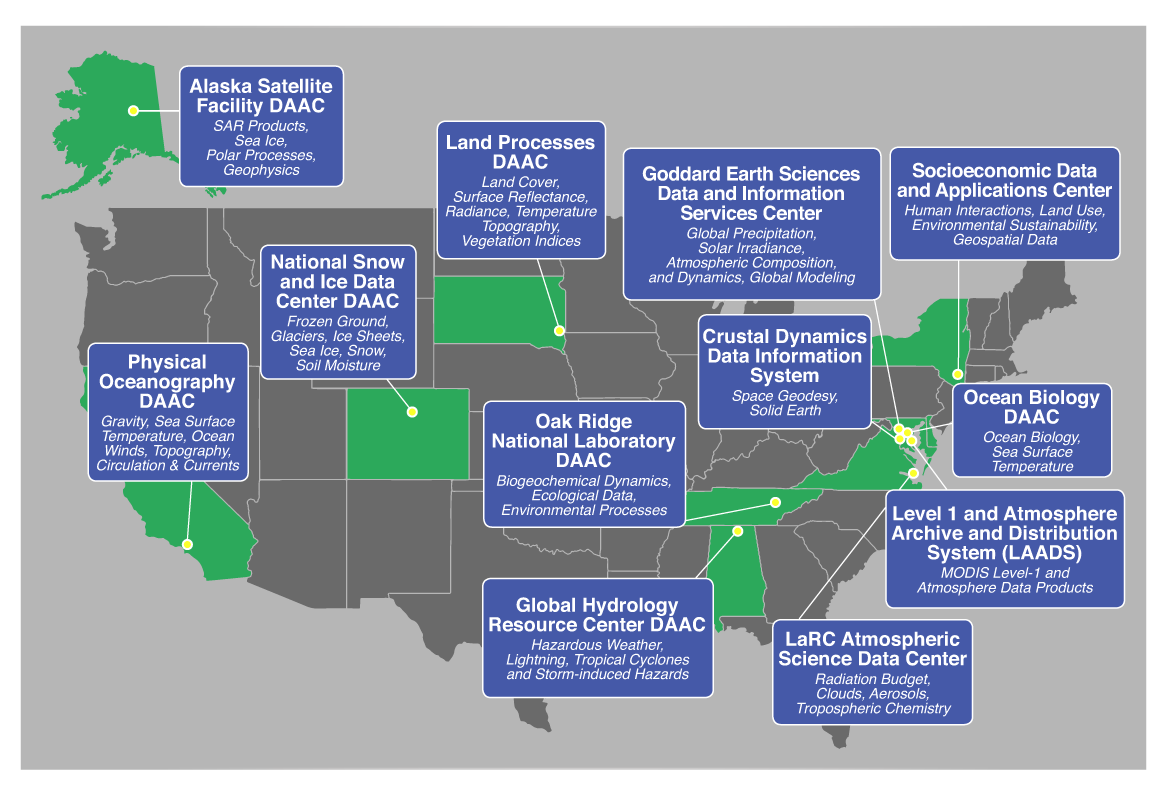 Alaska Satellite
Facility DAAC
SAR Products,
Sea Ice,
Polar Processes,
Geophysics
Land Processes
DAAC
Land Cover,
Surface Reflectance,
Radiance, Temperature
Topography,
Vegetation Indices
Goddard Earth Sciences
Data and Information
Services Center
Global Precipitation,
Solar Irradiance,
Atmospheric Composition,
and Dynamics, Global Modeling
Socioeconomic Data
and Applications Center
Human Interactions, Land Use,
Environmental Sustainability,
Geospatial Data
National Snow
and Ice Data
Center DAAC
Frozen Ground,
Glaciers, Ice Sheets,
Sea Ice, Snow,
Soil Moisture
Crustal Dynamics
Data Information
System
Space Geodesy,
Solid Earth
Physical
Oceanography
DAAC
Gravity, Sea Surface
Temperature, Ocean
Winds, Topography,
Circulation & Currents
Ocean Biology
DAAC
Ocean Biology,
Sea Surface
Temperature
Oak Ridge
National Laboratory
DAAC
Biogeochemical Dynamics,
Ecological Data,
Environmental Processes
Level 1 and Atmosphere
Archive and Distribution
System (LAADS)
MODIS Level-1 and
Atmosphere Data Products
Global Hydrology
Resource Center DAAC
Hazardous Weather,
Lightning, Tropical Cyclones
and Storm-induced Hazards
LaRC Atmospheric
Science Data Center
Radiation Budget,
Clouds, Aerosols,
Tropospheric Chemistry